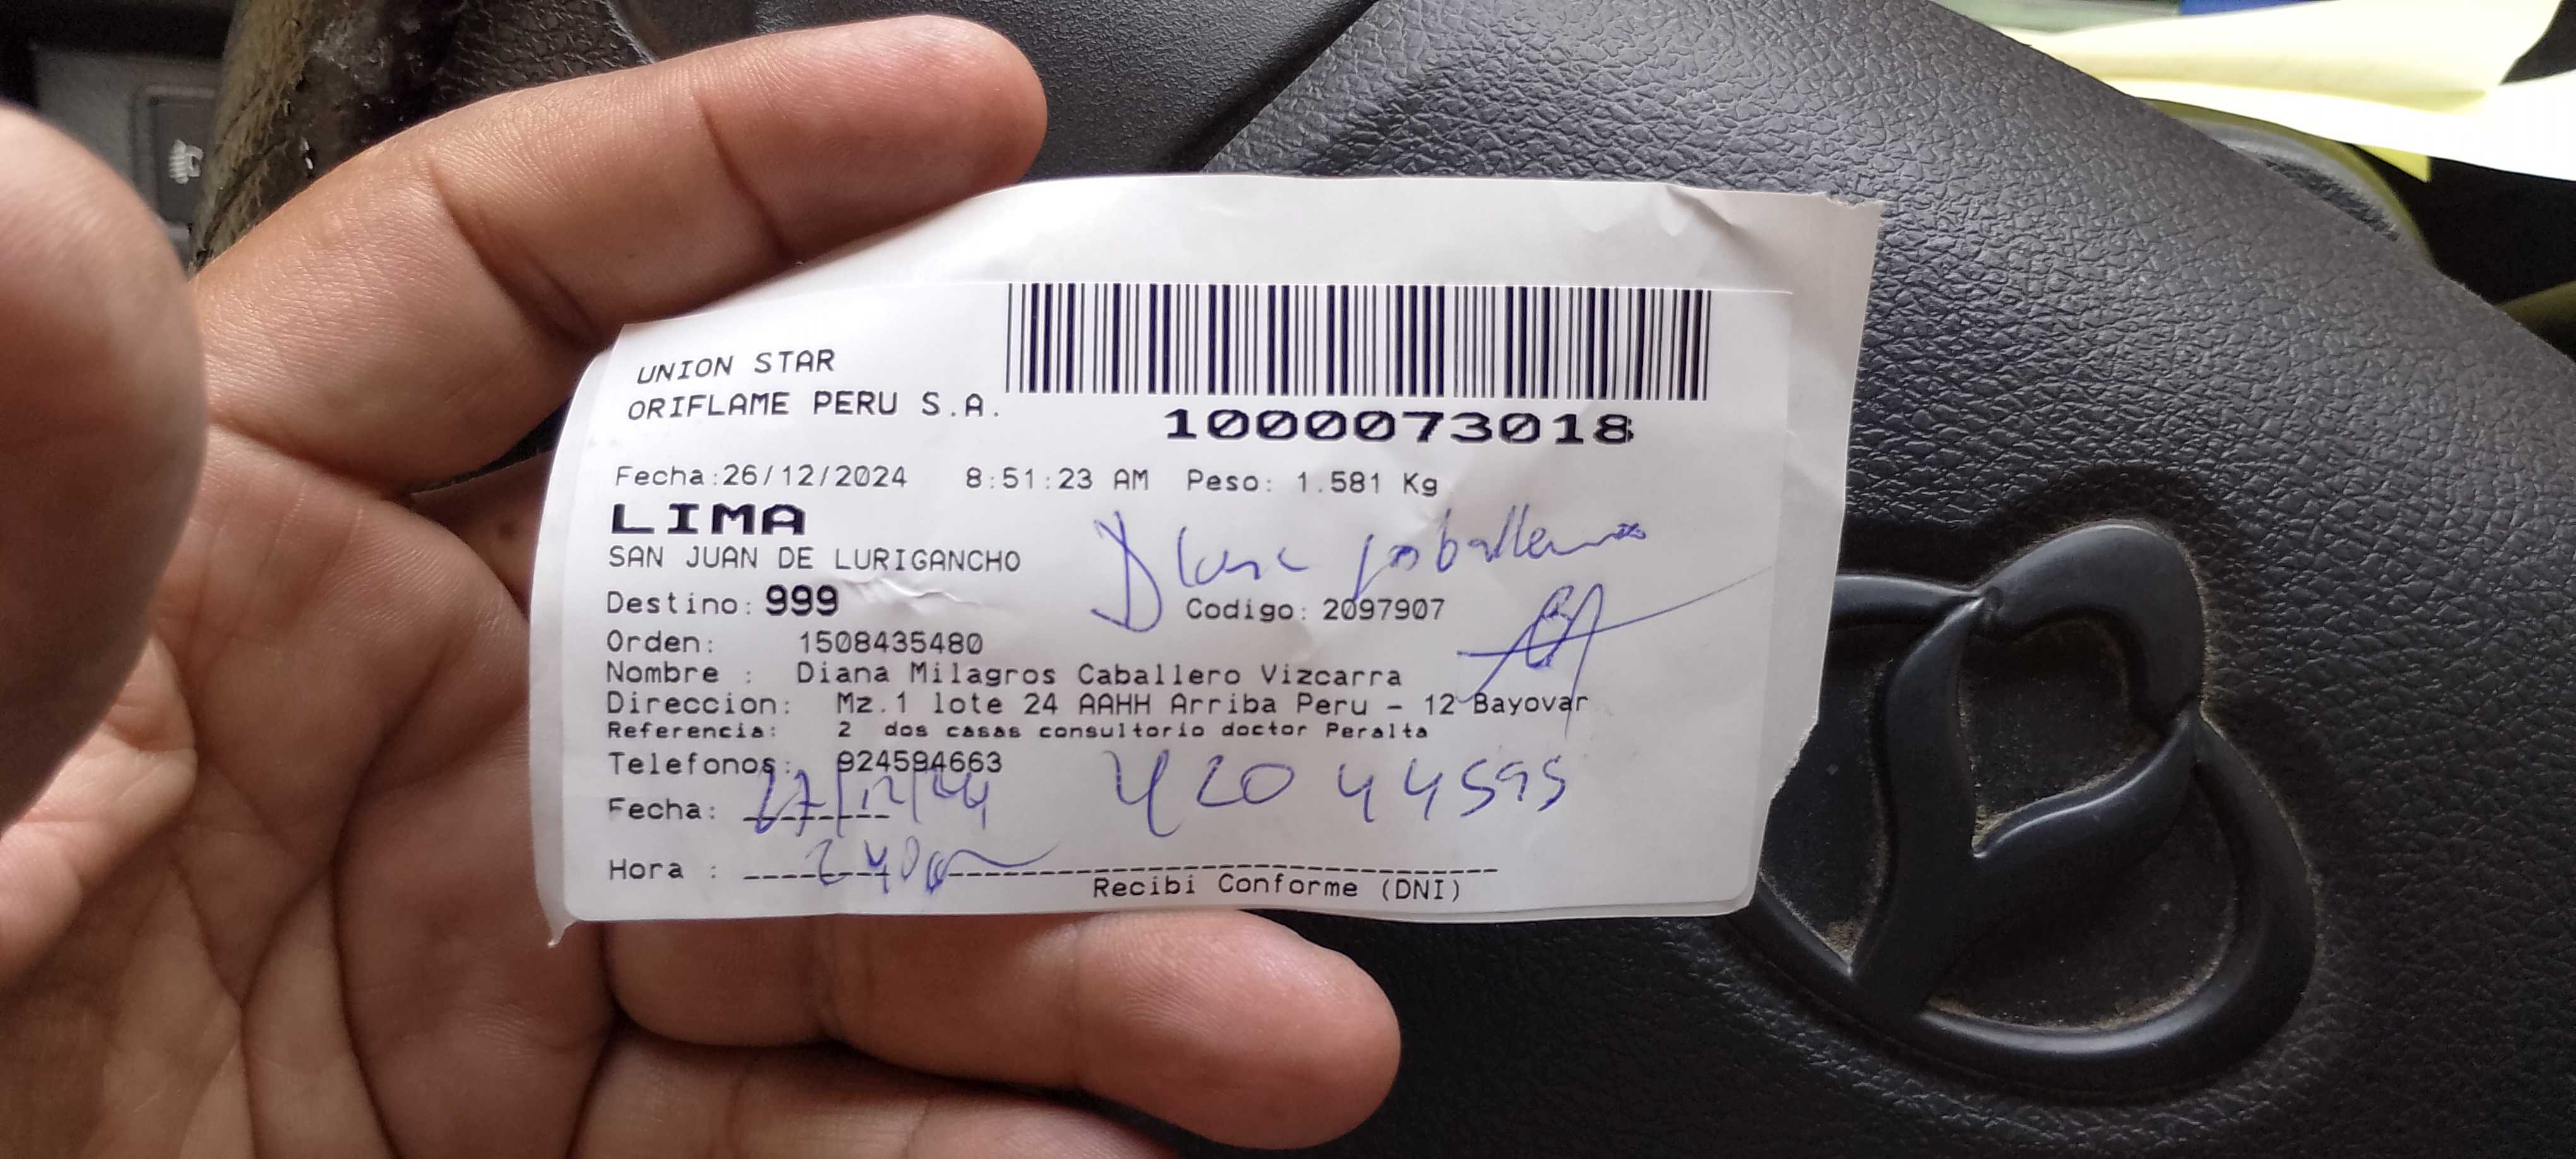 UNION STAR
ORIFLAME PERU S.A.
1000073018
Fecha:26/12/2024 8:51:23 AM Peso: 1.581 Kg
LIMA
SAN JUAN DE LURIGANCHO
Destino: 999 Codigo: 2097907
Orden: 1508435480
Nombre : Diana Milagros Caballero Vizcarra
Direccion: Mz.1 lote 24 AAHH Arriba Peru - 12 Bayovar
Referencia: 2 dos casas consultorio doctor Peralta
Telefonos: 924594663
Fecha: 27/12/24 42044595
Hora :
Recibi Conforme (DNI)